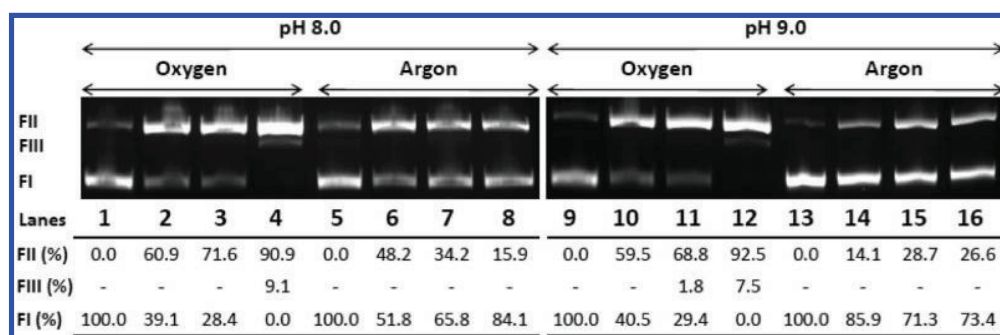 pH 8.0 pH 9.0
Oxygen Argon Oxygen Argon
FII
FIII
FI
Lanes 1 2 3 4 5 6 7 8 9 10 11 12 13 14 15 16
FII (%) 0.0 60.9 71.6 90.9 0.0 48.2 34.2 15.9 0.0 59.5 68.8 92.5 0.0 14.1 28.7 26.6
FIII (%) - - - 9.1 - - - - - - 1.8 7.5 - - - -
FI (%) 100.0 39.1 28.4 0.0 100.0 51.8 65.8 84.1 100.0 40.5 29.4 0.0 100.0 85.9 71.3 73.4